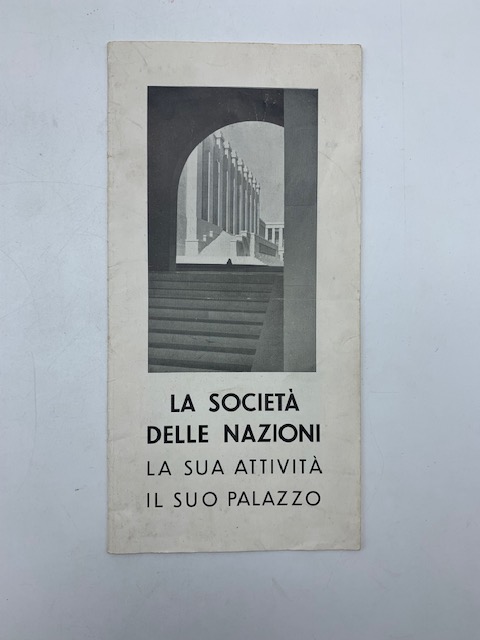 LA SOCIETÀ
DELLE NAZIONI
LA SUA ATTIVITÀ
IL SUO PALAZZO